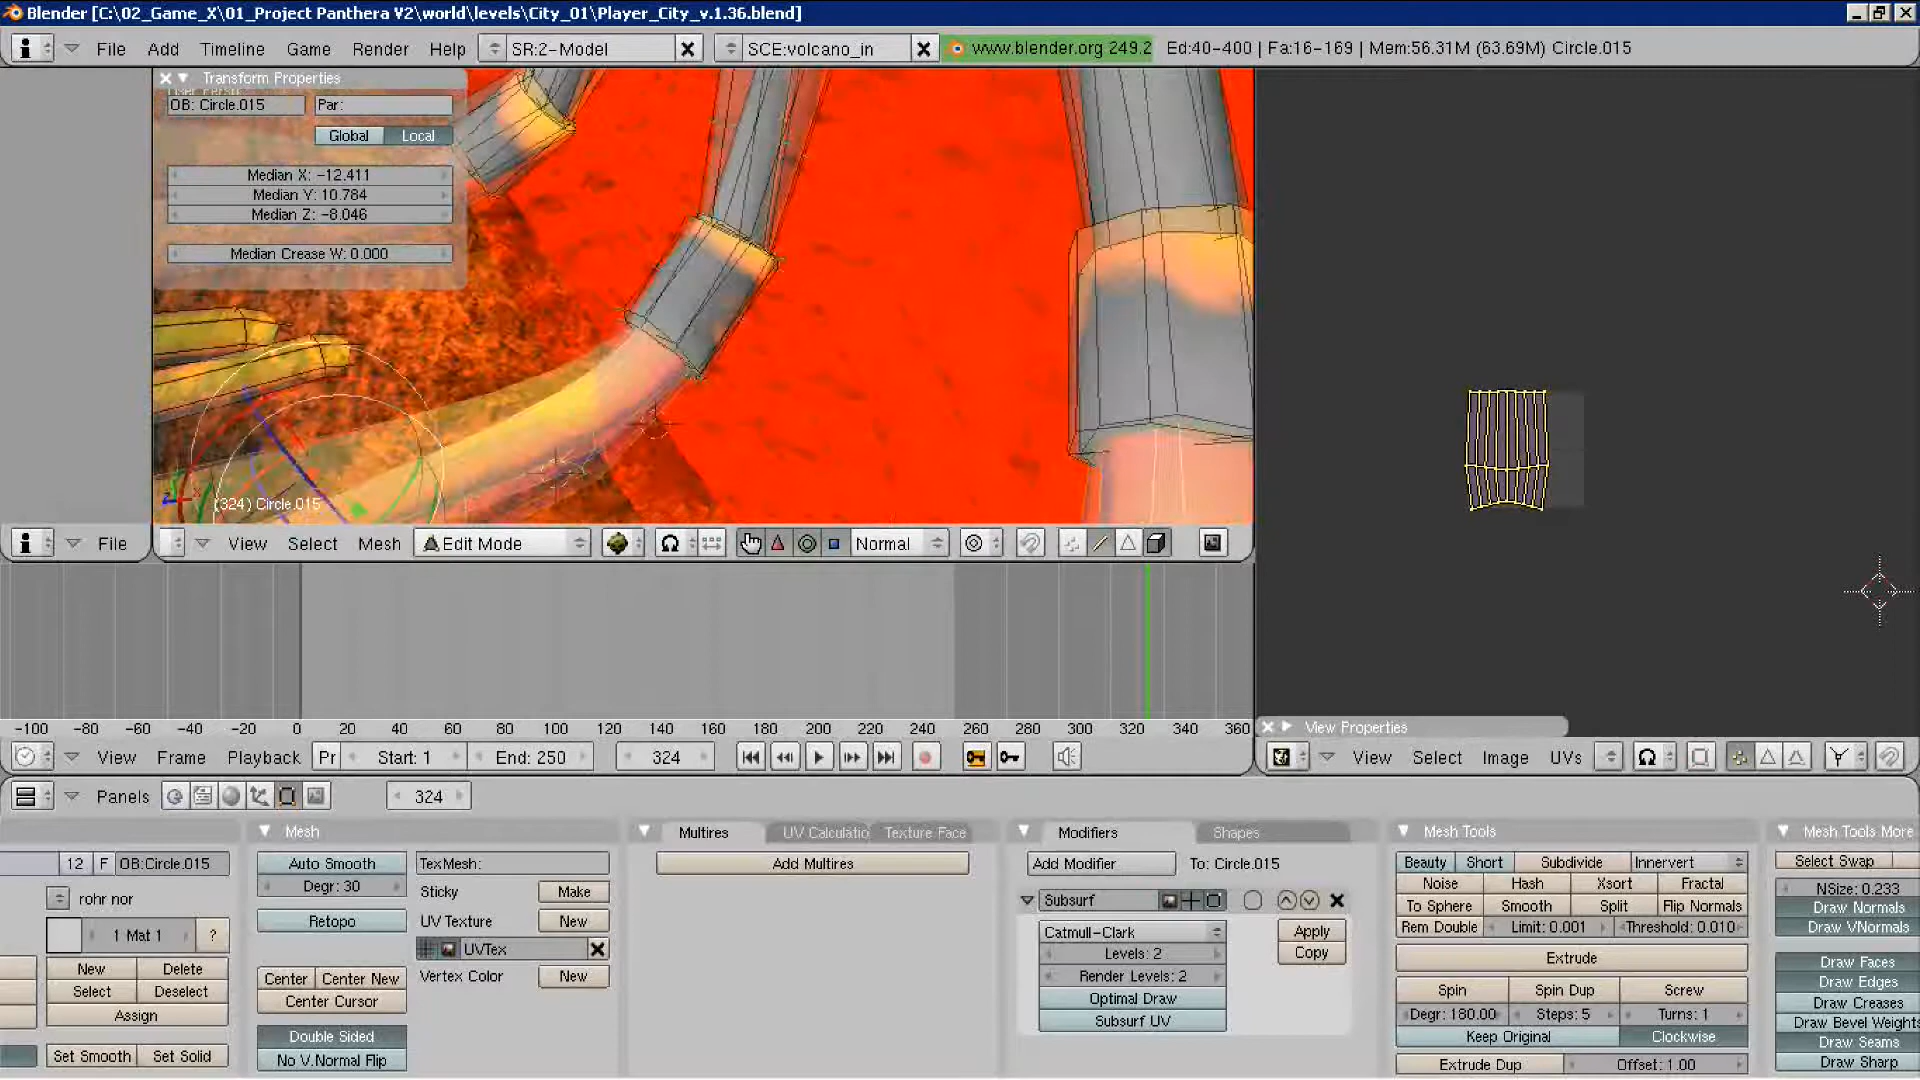 Blender [C:\02_Game_X\01_Project Panthera V2\world\levels\City_01\Player_City_v.1.36.blend]
File Add Timeline Game Render Help SR:2-Model SCE:volcano_in www.blender.org 249.2 Ed:40-400 | Fa:16-169 | Mem:56.31M (63.69M) Circle.015
Transform Properties
OB: Circle.015 Par:
Global Local
Median X: -12.411
Median Y: 10.784
Median Z: -8.046
Median Crease W: 0.000
(324) Circle.015
File View Select Mesh Edit Mode Normal
-100 -80 -60 -40 -20 0 20 40 60 80 100 120 140 160 180 200 220 240 260 280 300 320 340 360
View Properties
View Frame Playback Pr Start: 1 End: 250 324 View Select Image UVs
Panels 324
Mesh Multires UV Calculatio Texture Face Modifiers Shapes Mesh Tools Mesh Tools More
12 F OB:Circle.015 Auto Smooth TexMesh: Add Multires Add Modifier To: Circle.015 Beauty Short Subdivide Innervert Select Swap
Degr: 30 Sticky Make Noise Hash Xsort Fractal NSize: 0.233
rohr nor Subsurf To Sphere Smooth Split Flip Normals Draw Normals
Retopo UV Texture New Catmull-Clark Apply Rem Double Limit: 0.001 Threshold: 0.010 Draw VNormals
1 Mat 1 ? UVTex Levels: 2 Copy Extrude Draw Faces
New Delete Center Center New Vertex Color New Render Levels: 2 Draw Edges
Select Deselect Center Cursor Optimal Draw Spin Spin Dup Screw Draw Creases
Assign Subsurf UV Degr: 180.00 Steps: 5 Turns: 1 Draw Bevel Weights
Double Sided Keep Original Clockwise Draw Seams
Set Smooth Set Solid No V.Normal Flip Extrude Dup Offset: 1.00 Draw Sharp